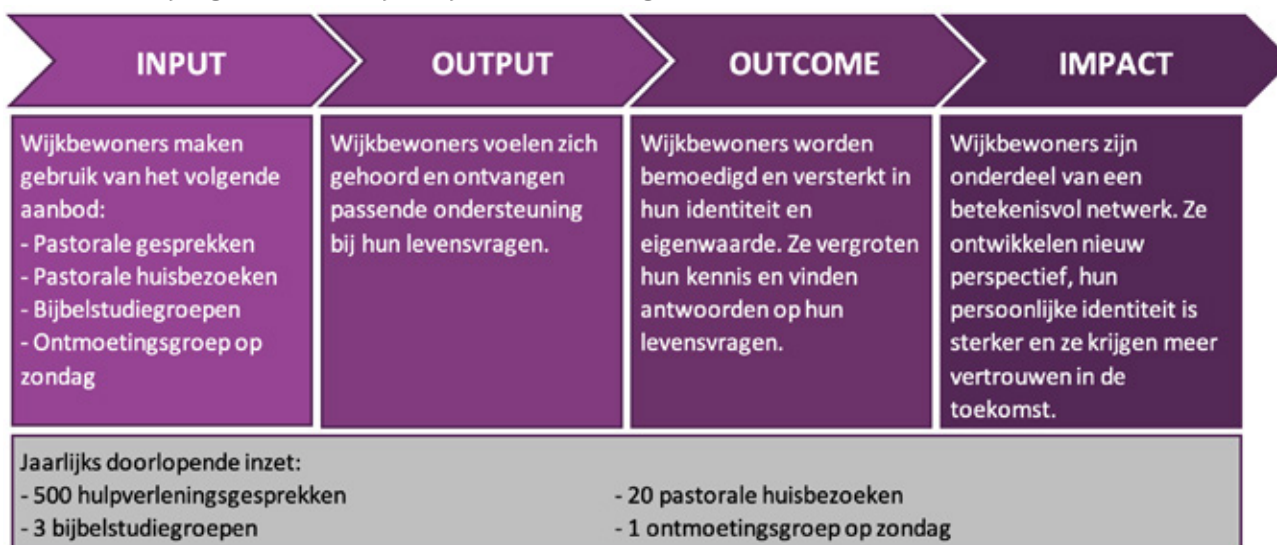 INPUT
OUTPUT
OUTCOME
IMPACT
Wijkbewoners maken
gebruik van het volgende
aanbod:
- Pastorale gesprekken
- Pastorale huisbezoeken
- Bijbelstudiegroepen
- Ontmoetingsgroep op
zondag
Wijkbewoners voelen zich
gehoord en ontvangen
passende ondersteuning
bij hun levensvragen.
Wijkbewoners worden
bemoedigd en versterkt in
hun identiteit en
eigenwaarde. Ze vergroten
hun kennis en vinden
antwoorden op hun
levensvragen.
Wijkbewoners zijn
onderdeel van een
betekenisvol netwerk. Ze
ontwikkelen nieuw
perspectief, hun
persoonlijke identiteit is
sterker en ze krijgen meer
vertrouwen in de
toekomst.
Jaarlijks doorlopende inzet:
- 500 hulpverleningsgesprekken
- 3 bijbelstudiegroepen
- 20 pastorale huisbezoeken
- 1 ontmoetingsgroep op zondag